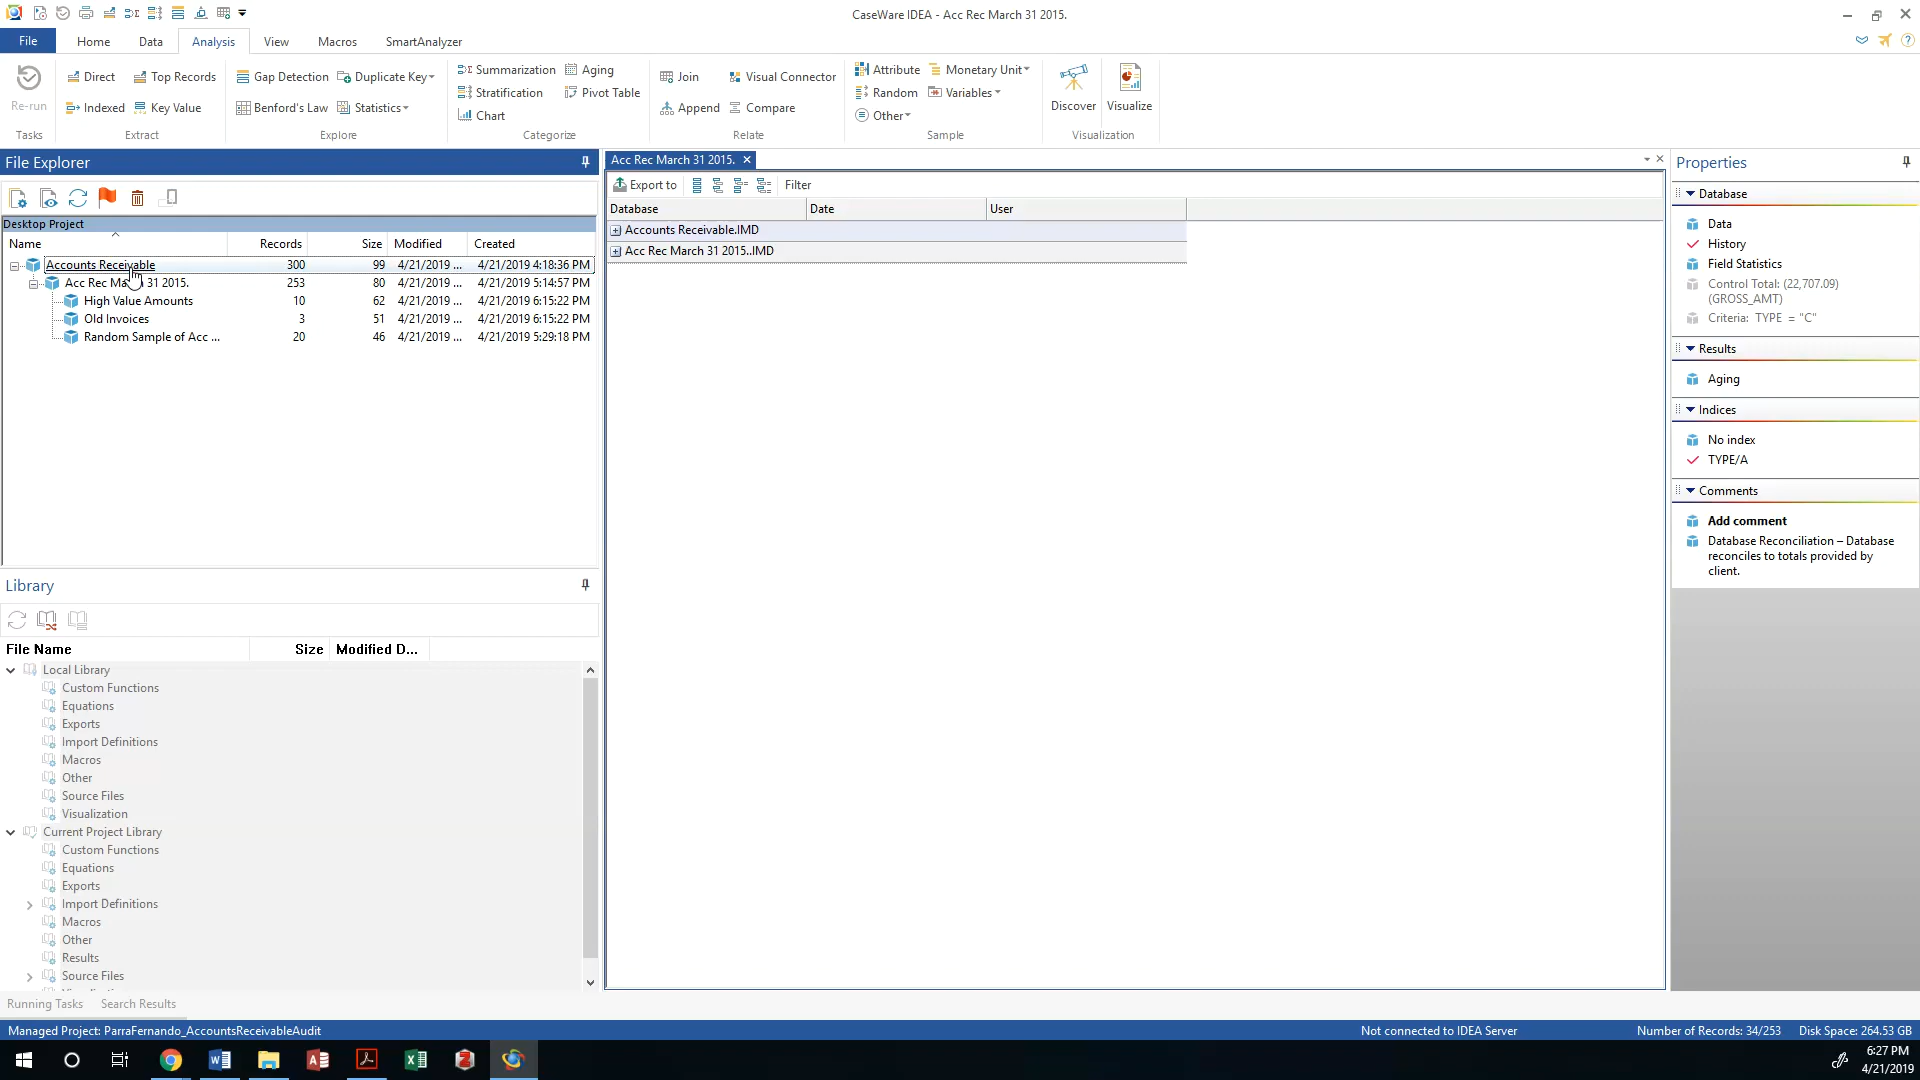 CaseWare IDEA - Acc Rec March 31 2015.
File Home Data Analysis View Macros SmartAnalyzer
Re-run
Tasks
Direct Top Records
Indexed Key Value
Extract
Gap Detection Duplicate Key
Benford's Law Statistics
Explore
Summarization Aging
Stratification Pivot Table
Chart
Categorize
Join Visual Connector
Append Compare
Relate
Attribute Monetary Unit
Random Variables
Other
Sample
Discover Visualize
Visualization
File Explorer
Desktop Project
Name Records Size Modified Created
Accounts Receivable 300 99 4/21/2019 ... 4/21/2019 4:18:36 PM
Acc Rec Ma 31 2015. 253 80 4/21/2019 ... 4/21/2019 5:14:57 PM
High Value Amounts 10 62 4/21/2019 ... 4/21/2019 6:15:22 PM
Old Invoices 3 51 4/21/2019 ... 4/21/2019 6:15:22 PM
Random Sample of Acc ... 20 46 4/21/2019 ... 4/21/2019 5:29:18 PM
Library
File Name Size Modified D...
Local Library
Custom Functions
Equations
Exports
Import Definitions
Macros
Other
Source Files
Visualization
Current Project Library
Custom Functions
Equations
Exports
Import Definitions
Macros
Other
Results
Source Files
Running Tasks Search Results
Acc Rec March 31 2015.
Export to Filter
Database Date User
Accounts Receivable.IMD
Acc Rec March 31 2015..IMD
Properties
Database
Data
History
Field Statistics
Control Total: (22,707.09)
(GROSS_AMT)
Criteria: TYPE = "C"
Results
Aging
Indices
No index
TYPE/A
Comments
Add comment
Database Reconciliation – Database
reconciles to totals provided by
client.
Managed Project: ParraFernando_AccountsReceivableAudit Not connected to IDEA Server Number of Records: 34/253 Disk Space: 264.53 GB
6:27 PM
4/21/2019